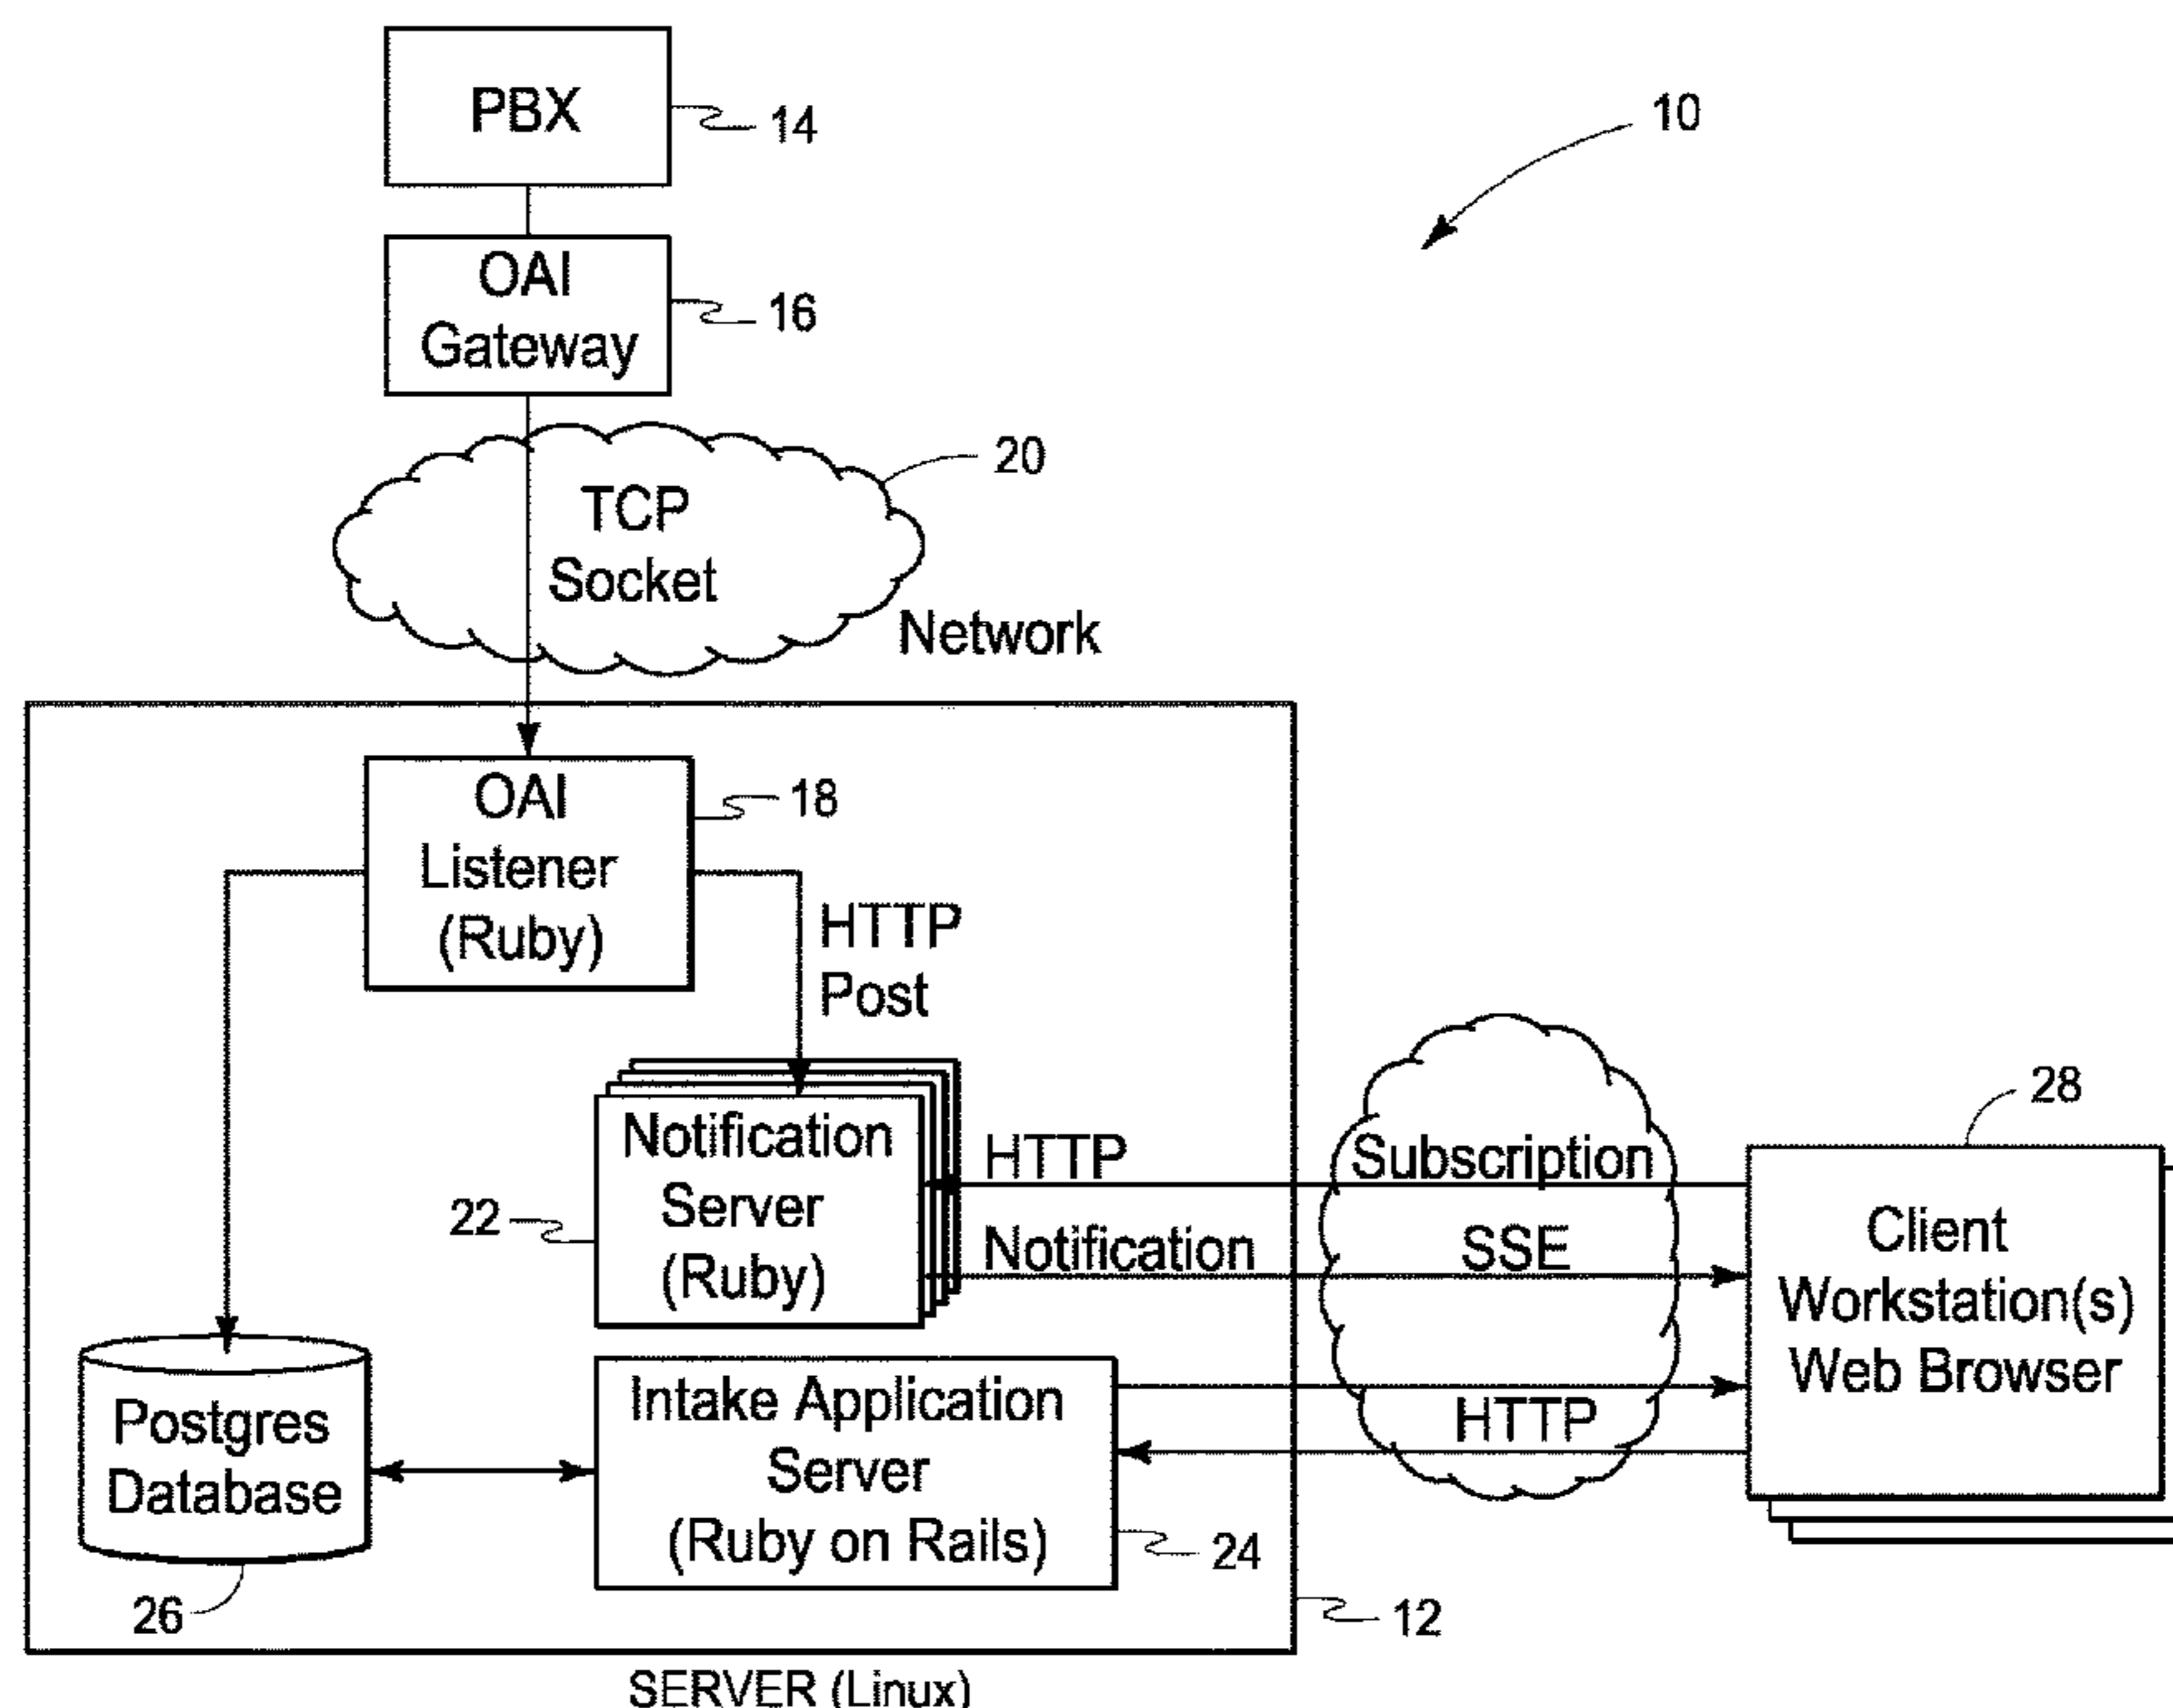 PBX
14
10
OAI
Gateway
16
20
TCP
Socket
Network
OAI
Listener
(Ruby)
18
HTTP
Post
Notification
Server
(Ruby)
22
HTTP
Subscription
Notification
SSE
28
Client
Workstation(s)
Web Browser
Postgres
Database
26
Intake Application
Server
(Ruby on Rails)
24
HTTP
12
SERVER (Linux)